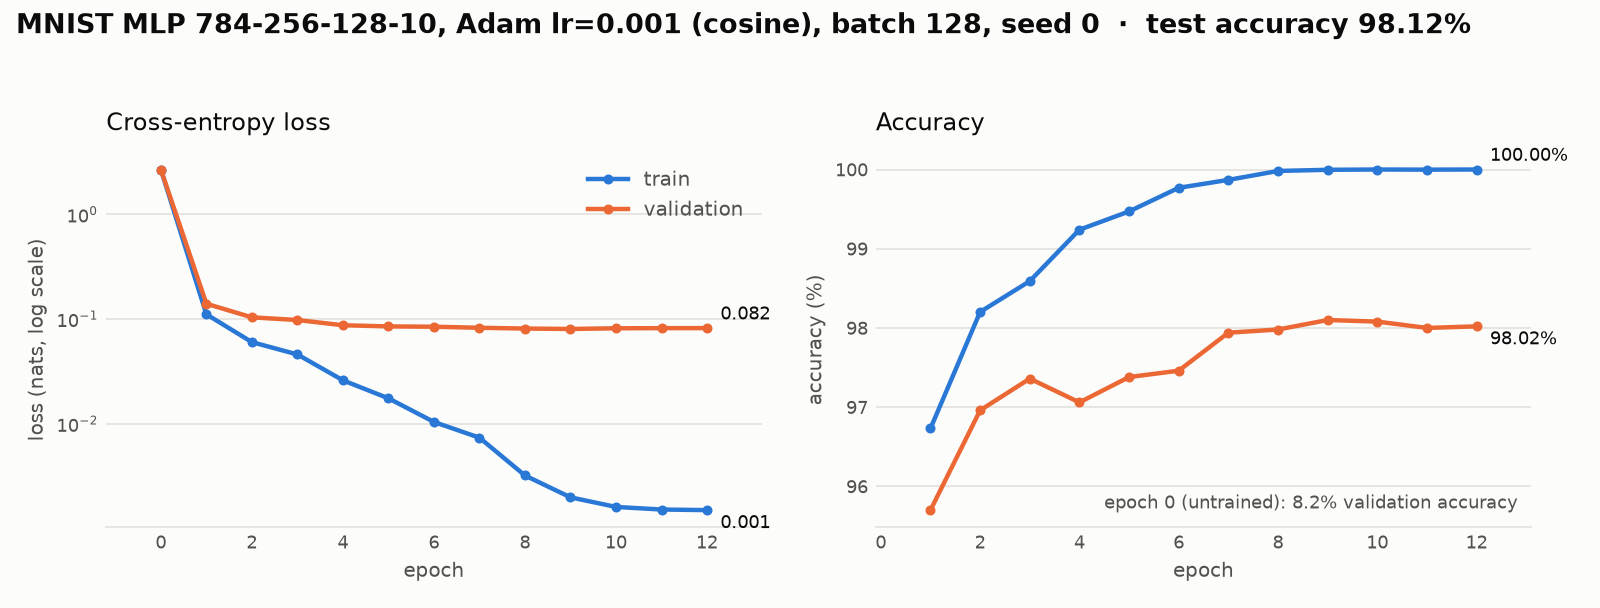 MNIST MLP 784-256-128-10, Adam lr=0.001 (cosine), batch 128, seed 0 · test accuracy 98.12%
Cross-entropy loss
train
validation
loss (nats, log scale)
10⁰
10⁻¹
10⁻²
0.082
0.001
0 2 4 6 8 10 12
epoch
Accuracy
accuracy (%)
100
99
98
97
96
100.00%
98.02%
epoch 0 (untrained): 8.2% validation accuracy
0 2 4 6 8 10 12
epoch